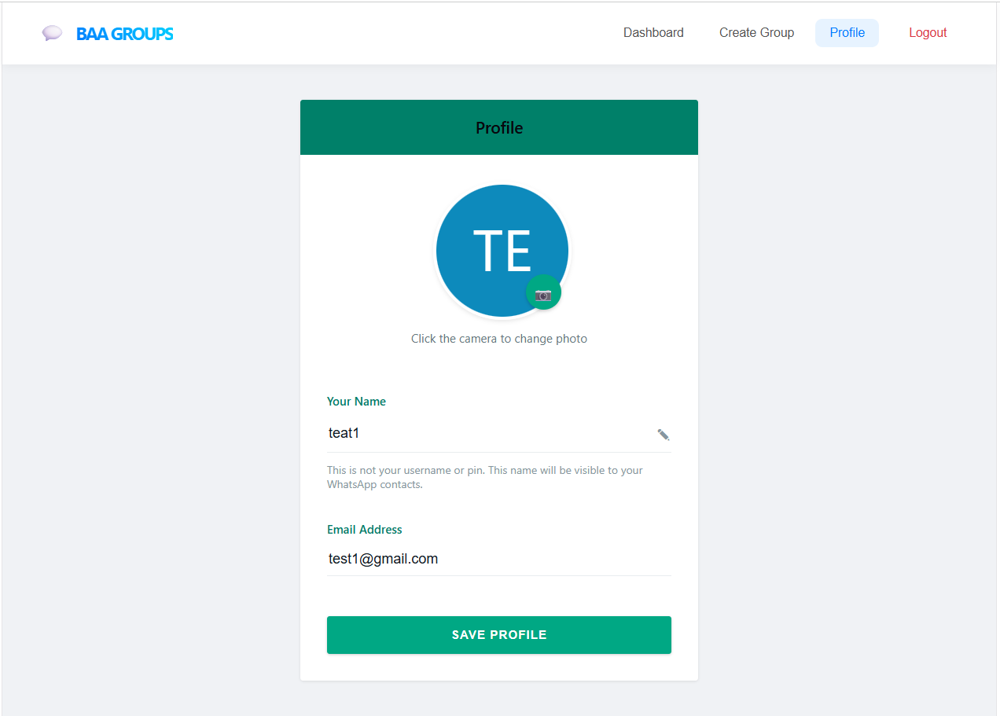 BAA GROUPS
Dashboard
Create Group
Profile
Logout
Profile
TE
Click the camera to change photo
Your Name
teat1
This is not your username or pin. This name will be visible to your
WhatsApp contacts.
Email Address
test1@gmail.com
SAVE PROFILE